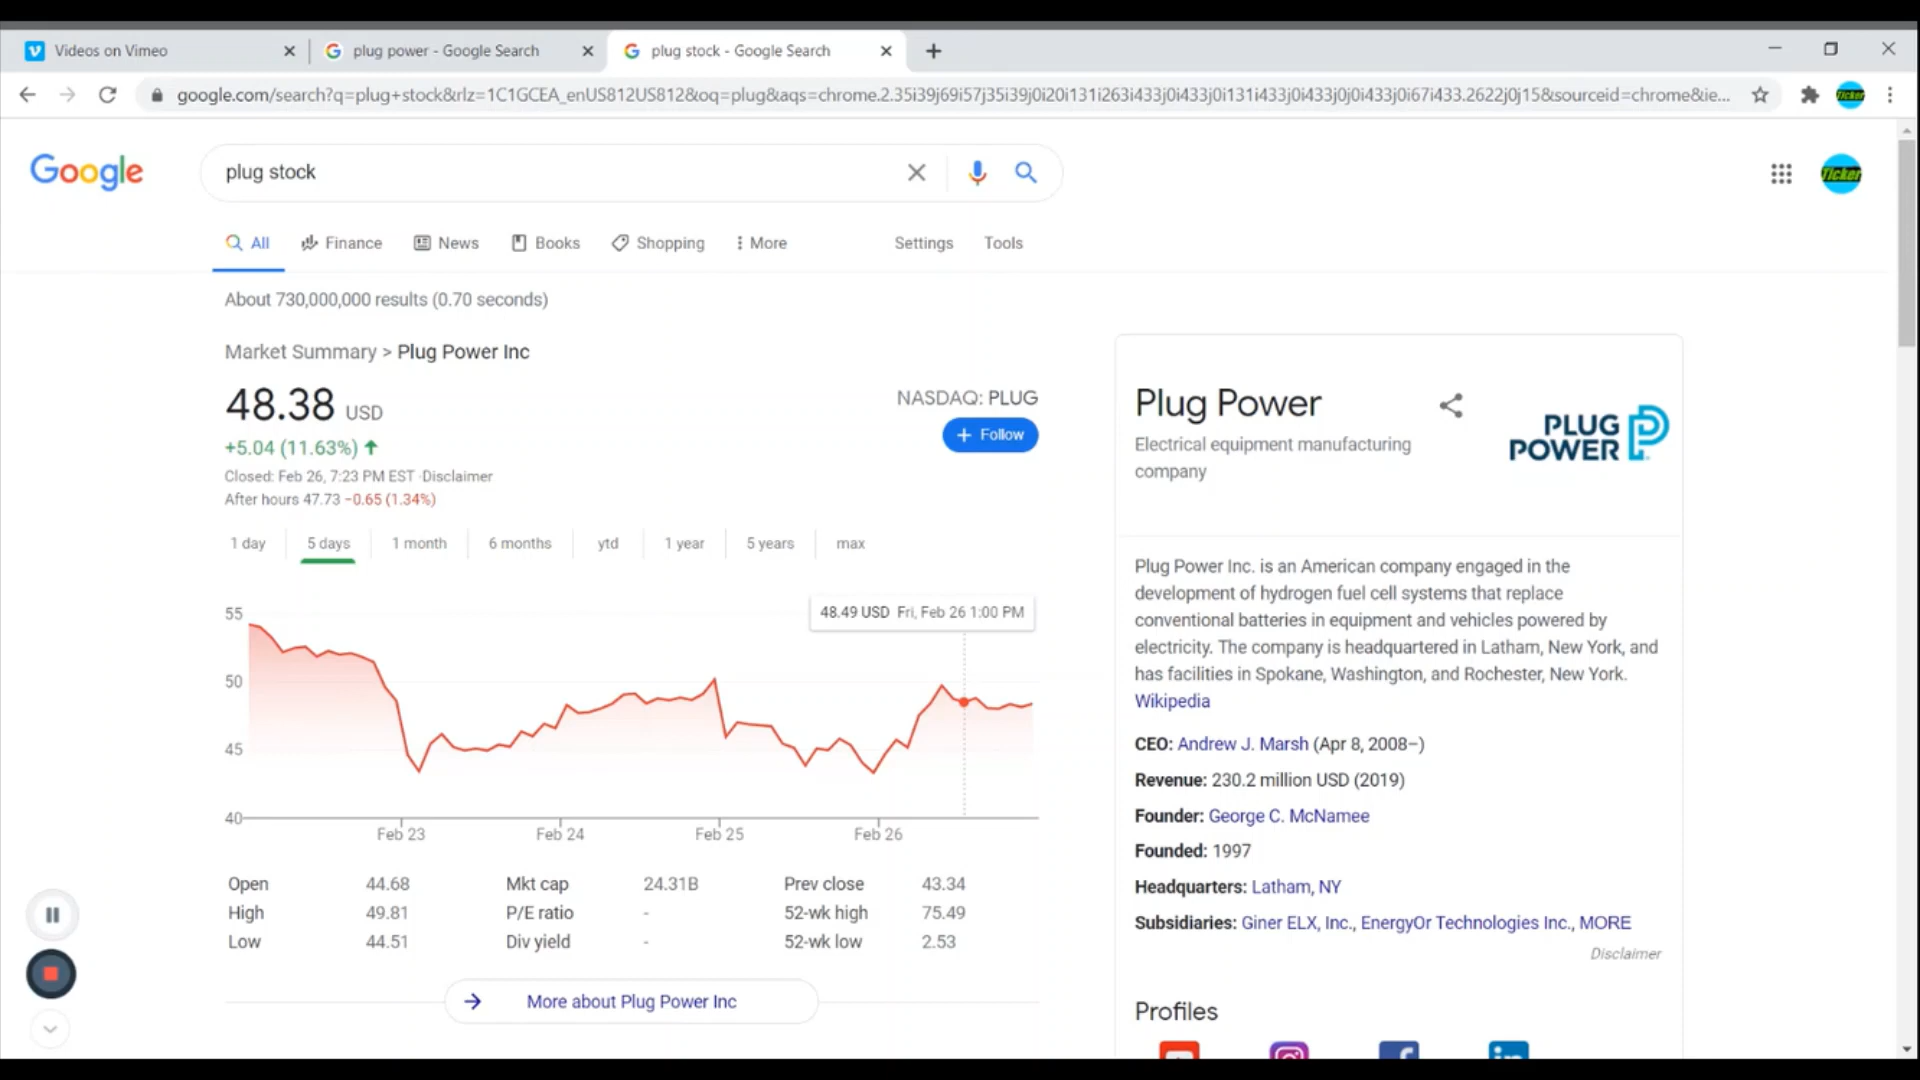 Videos on Vimeo
plug power - Google Search
plug stock - Google Search
google.com/search?q=plug+stock&rlz=1C1GCEA_enUS812US812&oq=plug&aqs=chrome.2.35i39j69i57j35i39j0i20i131i263i433j0i433j0i131i433j0i433j0j0i433j0i67i433.2622j0j15&sourceid=chrome&ie...
Ticker
Google
plug stock
Ticker
All
Finance
News
Books
Shopping
More
Settings
Tools
About 730,000,000 results (0.70 seconds)
Market Summary > Plug Power Inc
48.38 USD
NASDAQ: PLUG
+5.04 (11.63%)
+ Follow
Closed: Feb 26, 7:23 PM EST ·Disclaimer
After hours 47.73 −0.65 (1.34%)
1 day
5 days
1 month
6 months
ytd
1 year
5 years
max
48.49 USD Fri, Feb 26 1:00 PM
55
50
45
40
Feb 23
Feb 24
Feb 25
Feb 26
Open 44.68 Mkt cap 24.31B Prev close 43.34
High 49.81 P/E ratio - 52-wk high 75.49
Low 44.51 Div yield - 52-wk low 2.53
More about Plug Power Inc
Plug Power
Electrical equipment manufacturing
company
PLUG
POWER
Plug Power Inc. is an American company engaged in the
development of hydrogen fuel cell systems that replace
conventional batteries in equipment and vehicles powered by
electricity. The company is headquartered in Latham, New York, and
has facilities in Spokane, Washington, and Rochester, New York.
Wikipedia
CEO: Andrew J. Marsh (Apr 8, 2008–)
Revenue: 230.2 million USD (2019)
Founder: George C. McNamee
Founded: 1997
Headquarters: Latham, NY
Subsidiaries: Giner ELX, Inc., EnergyOr Technologies Inc., MORE
Disclaimer
Profiles